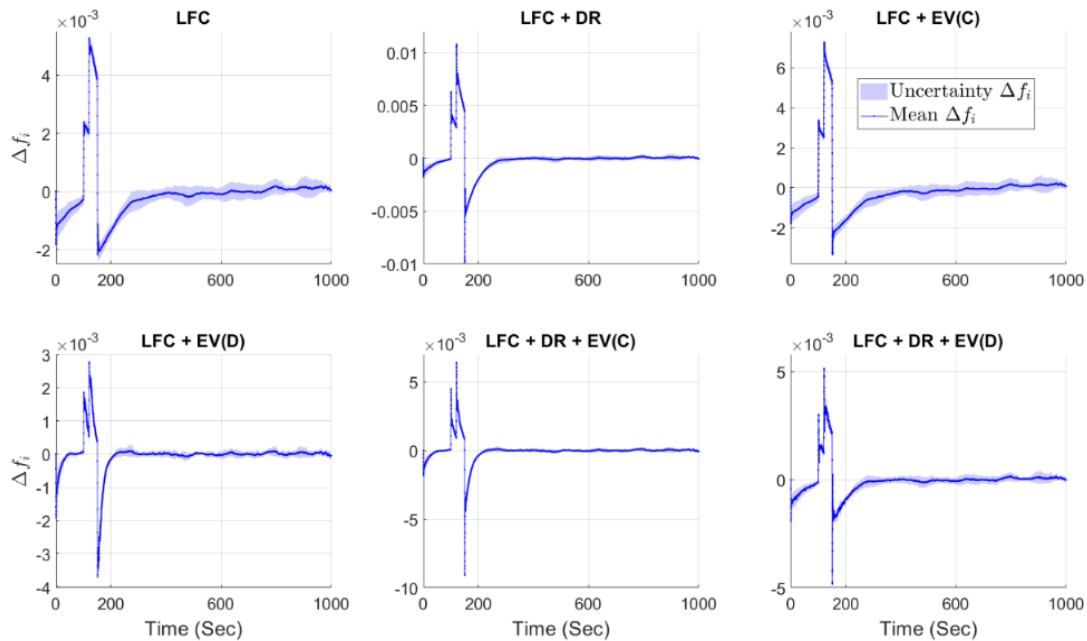 LFC
×10⁻³
4
2
0
-2
Δfᵢ
0 200 600 1000
LFC + DR
0.01
0.005
0
-0.005
-0.01
0 200 600 1000
LFC + EV(C)
×10⁻³
6
4
2
0
-2
Uncertainty Δfᵢ
Mean Δfᵢ
0 200 600 1000
LFC + EV(D)
×10⁻³
3
2
1
0
-1
-2
-3
-4
Δfᵢ
0 200 600 1000
Time (Sec)
LFC + DR + EV(C)
×10⁻³
5
0
-5
-10
0 200 600 1000
Time (Sec)
LFC + DR + EV(D)
×10⁻³
5
0
-5
0 200 600 1000
Time (Sec)